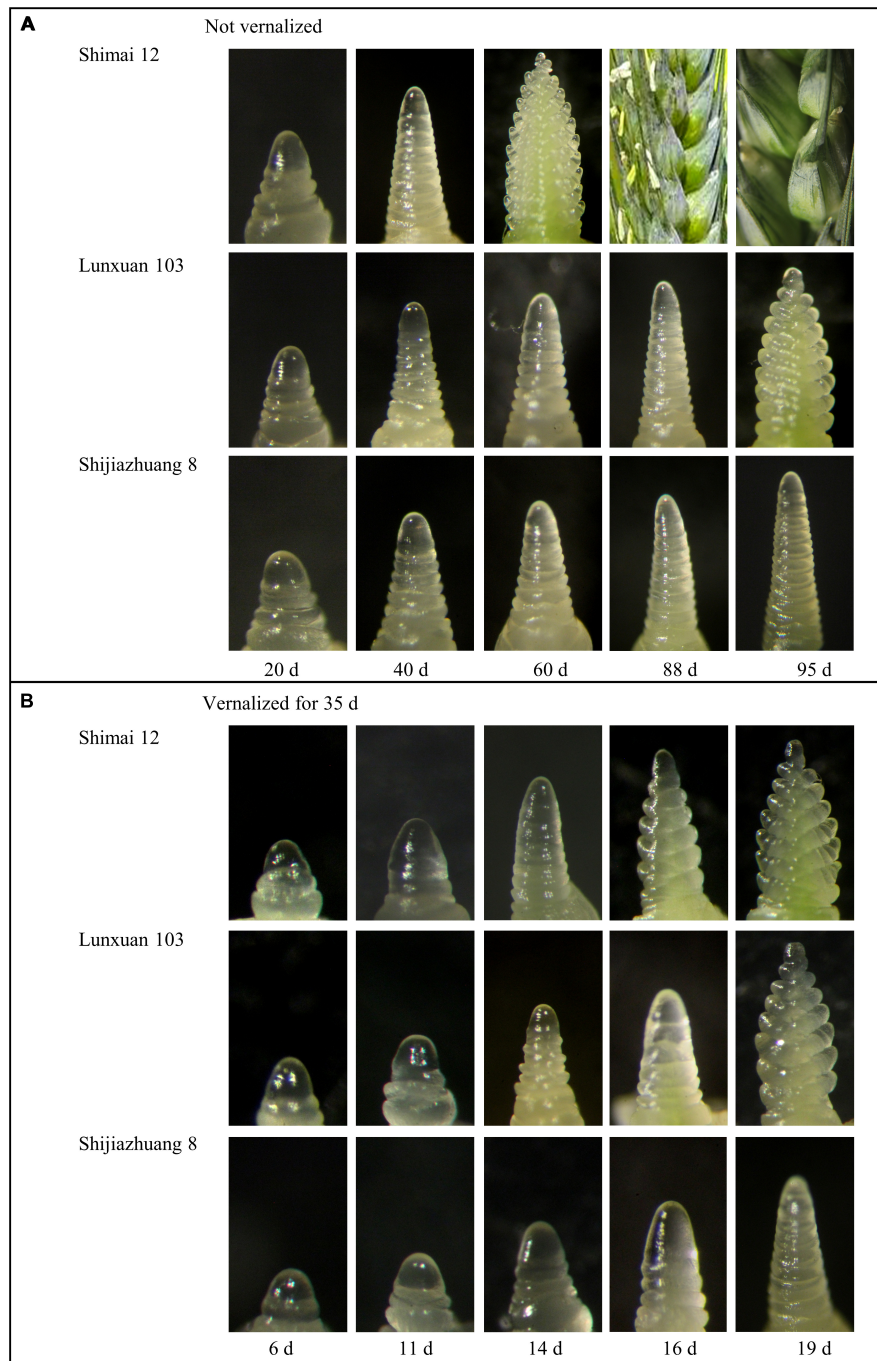 A
Not vernalized
Shimai 12
Lunxuan 103
Shijiazhuang 8
20 d 40 d 60 d 88 d 95 d
B
Vernalized for 35 d
Shimai 12
Lunxuan 103
Shijiazhuang 8
6 d 11 d 14 d 16 d 19 d